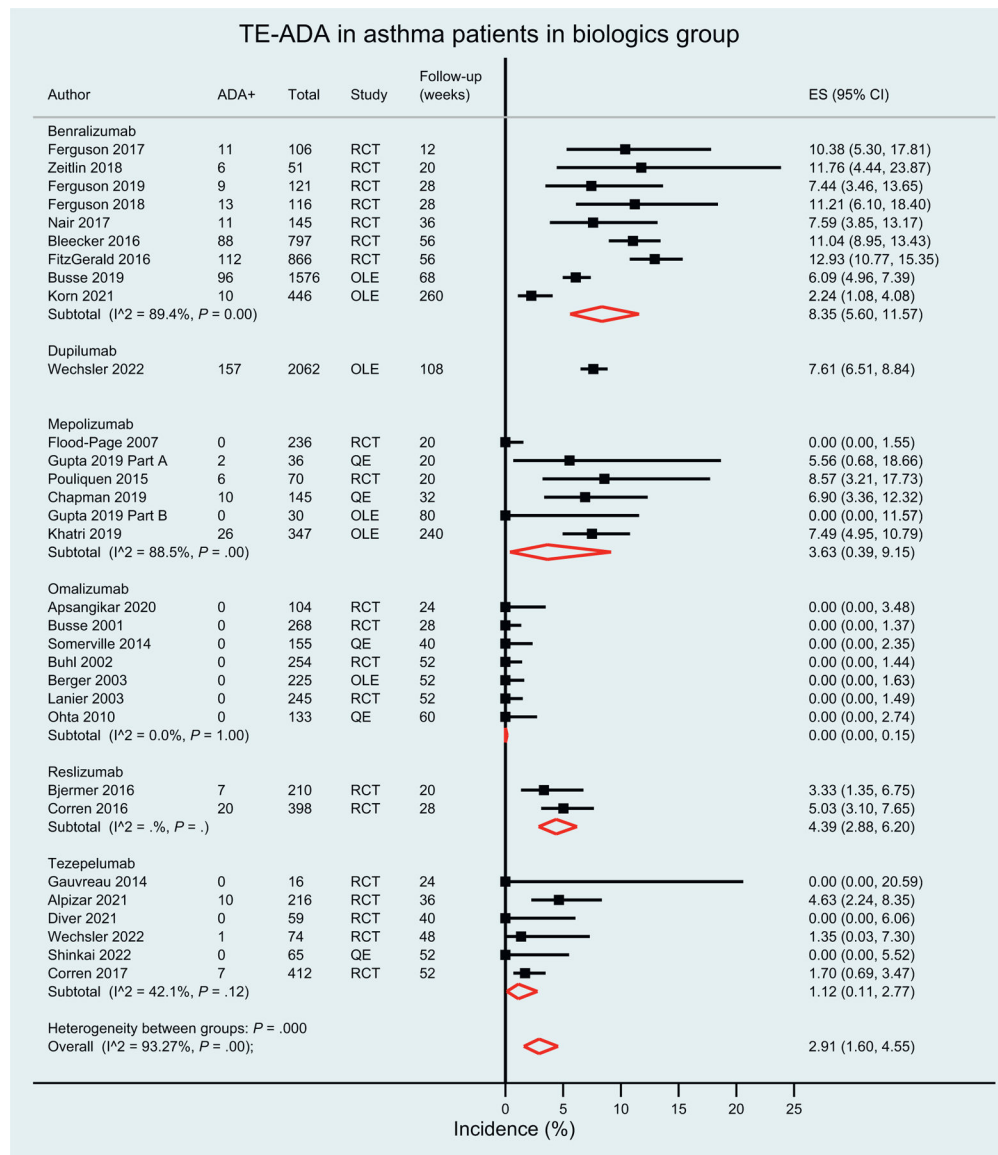 TE-ADA in asthma patients in biologics group
Author ADA+ Total Study Follow-up (weeks) ES (95% CI)
Benralizumab
Ferguson 2017 11 106 RCT 12 10.38 (5.30, 17.81)
Zeitlin 2018 6 51 RCT 20 11.76 (4.44, 23.87)
Ferguson 2019 9 121 RCT 28 7.44 (3.46, 13.65)
Ferguson 2018 13 116 RCT 28 11.21 (6.10, 18.40)
Nair 2017 11 145 RCT 36 7.59 (3.85, 13.17)
Bleecker 2016 88 797 RCT 56 11.04 (8.95, 13.43)
FitzGerald 2016 112 866 RCT 56 12.93 (10.77, 15.35)
Busse 2019 96 1576 OLE 68 6.09 (4.96, 7.39)
Korn 2021 10 446 OLE 260 2.24 (1.08, 4.08)
Subtotal (I^2 = 89.4%, P = 0.00) 8.35 (5.60, 11.57)
Dupilumab
Wechsler 2022 157 2062 OLE 108 7.61 (6.51, 8.84)
Mepolizumab
Flood-Page 2007 0 236 RCT 20 0.00 (0.00, 1.55)
Gupta 2019 Part A 2 36 QE 20 5.56 (0.68, 18.66)
Pouliquen 2015 6 70 RCT 20 8.57 (3.21, 17.73)
Chapman 2019 10 145 QE 32 6.90 (3.36, 12.32)
Gupta 2019 Part B 0 30 OLE 80 0.00 (0.00, 11.57)
Khatri 2019 26 347 OLE 240 7.49 (4.95, 10.79)
Subtotal (I^2 = 88.5%, P = .00) 3.63 (0.39, 9.15)
Omalizumab
Apsangikar 2020 0 104 RCT 24 0.00 (0.00, 3.48)
Busse 2001 0 268 RCT 28 0.00 (0.00, 1.37)
Somerville 2014 0 155 QE 40 0.00 (0.00, 2.35)
Buhl 2002 0 254 RCT 52 0.00 (0.00, 1.44)
Berger 2003 0 225 OLE 52 0.00 (0.00, 1.63)
Lanier 2003 0 245 RCT 52 0.00 (0.00, 1.49)
Ohta 2010 0 133 QE 60 0.00 (0.00, 2.74)
Subtotal (I^2 = 0.0%, P = 1.00) 0.00 (0.00, 0.15)
Reslizumab
Bjermer 2016 7 210 RCT 20 3.33 (1.35, 6.75)
Corren 2016 20 398 RCT 28 5.03 (3.10, 7.65)
Subtotal (I^2 = .%, P = .) 4.39 (2.88, 6.20)
Tezepelumab
Gauvreau 2014 0 16 RCT 24 0.00 (0.00, 20.59)
Alpizar 2021 10 216 RCT 36 4.63 (2.24, 8.35)
Diver 2021 0 59 RCT 40 0.00 (0.00, 6.06)
Wechsler 2022 1 74 RCT 48 1.35 (0.03, 7.30)
Shinkai 2022 0 65 QE 52 0.00 (0.00, 5.52)
Corren 2017 7 412 RCT 52 1.70 (0.69, 3.47)
Subtotal (I^2 = 42.1%, P = .12) 1.12 (0.11, 2.77)
Heterogeneity between groups: P = .000
Overall (I^2 = 93.27%, P = .00); 2.91 (1.60, 4.55)
0 5 10 15 20 25
Incidence (%)